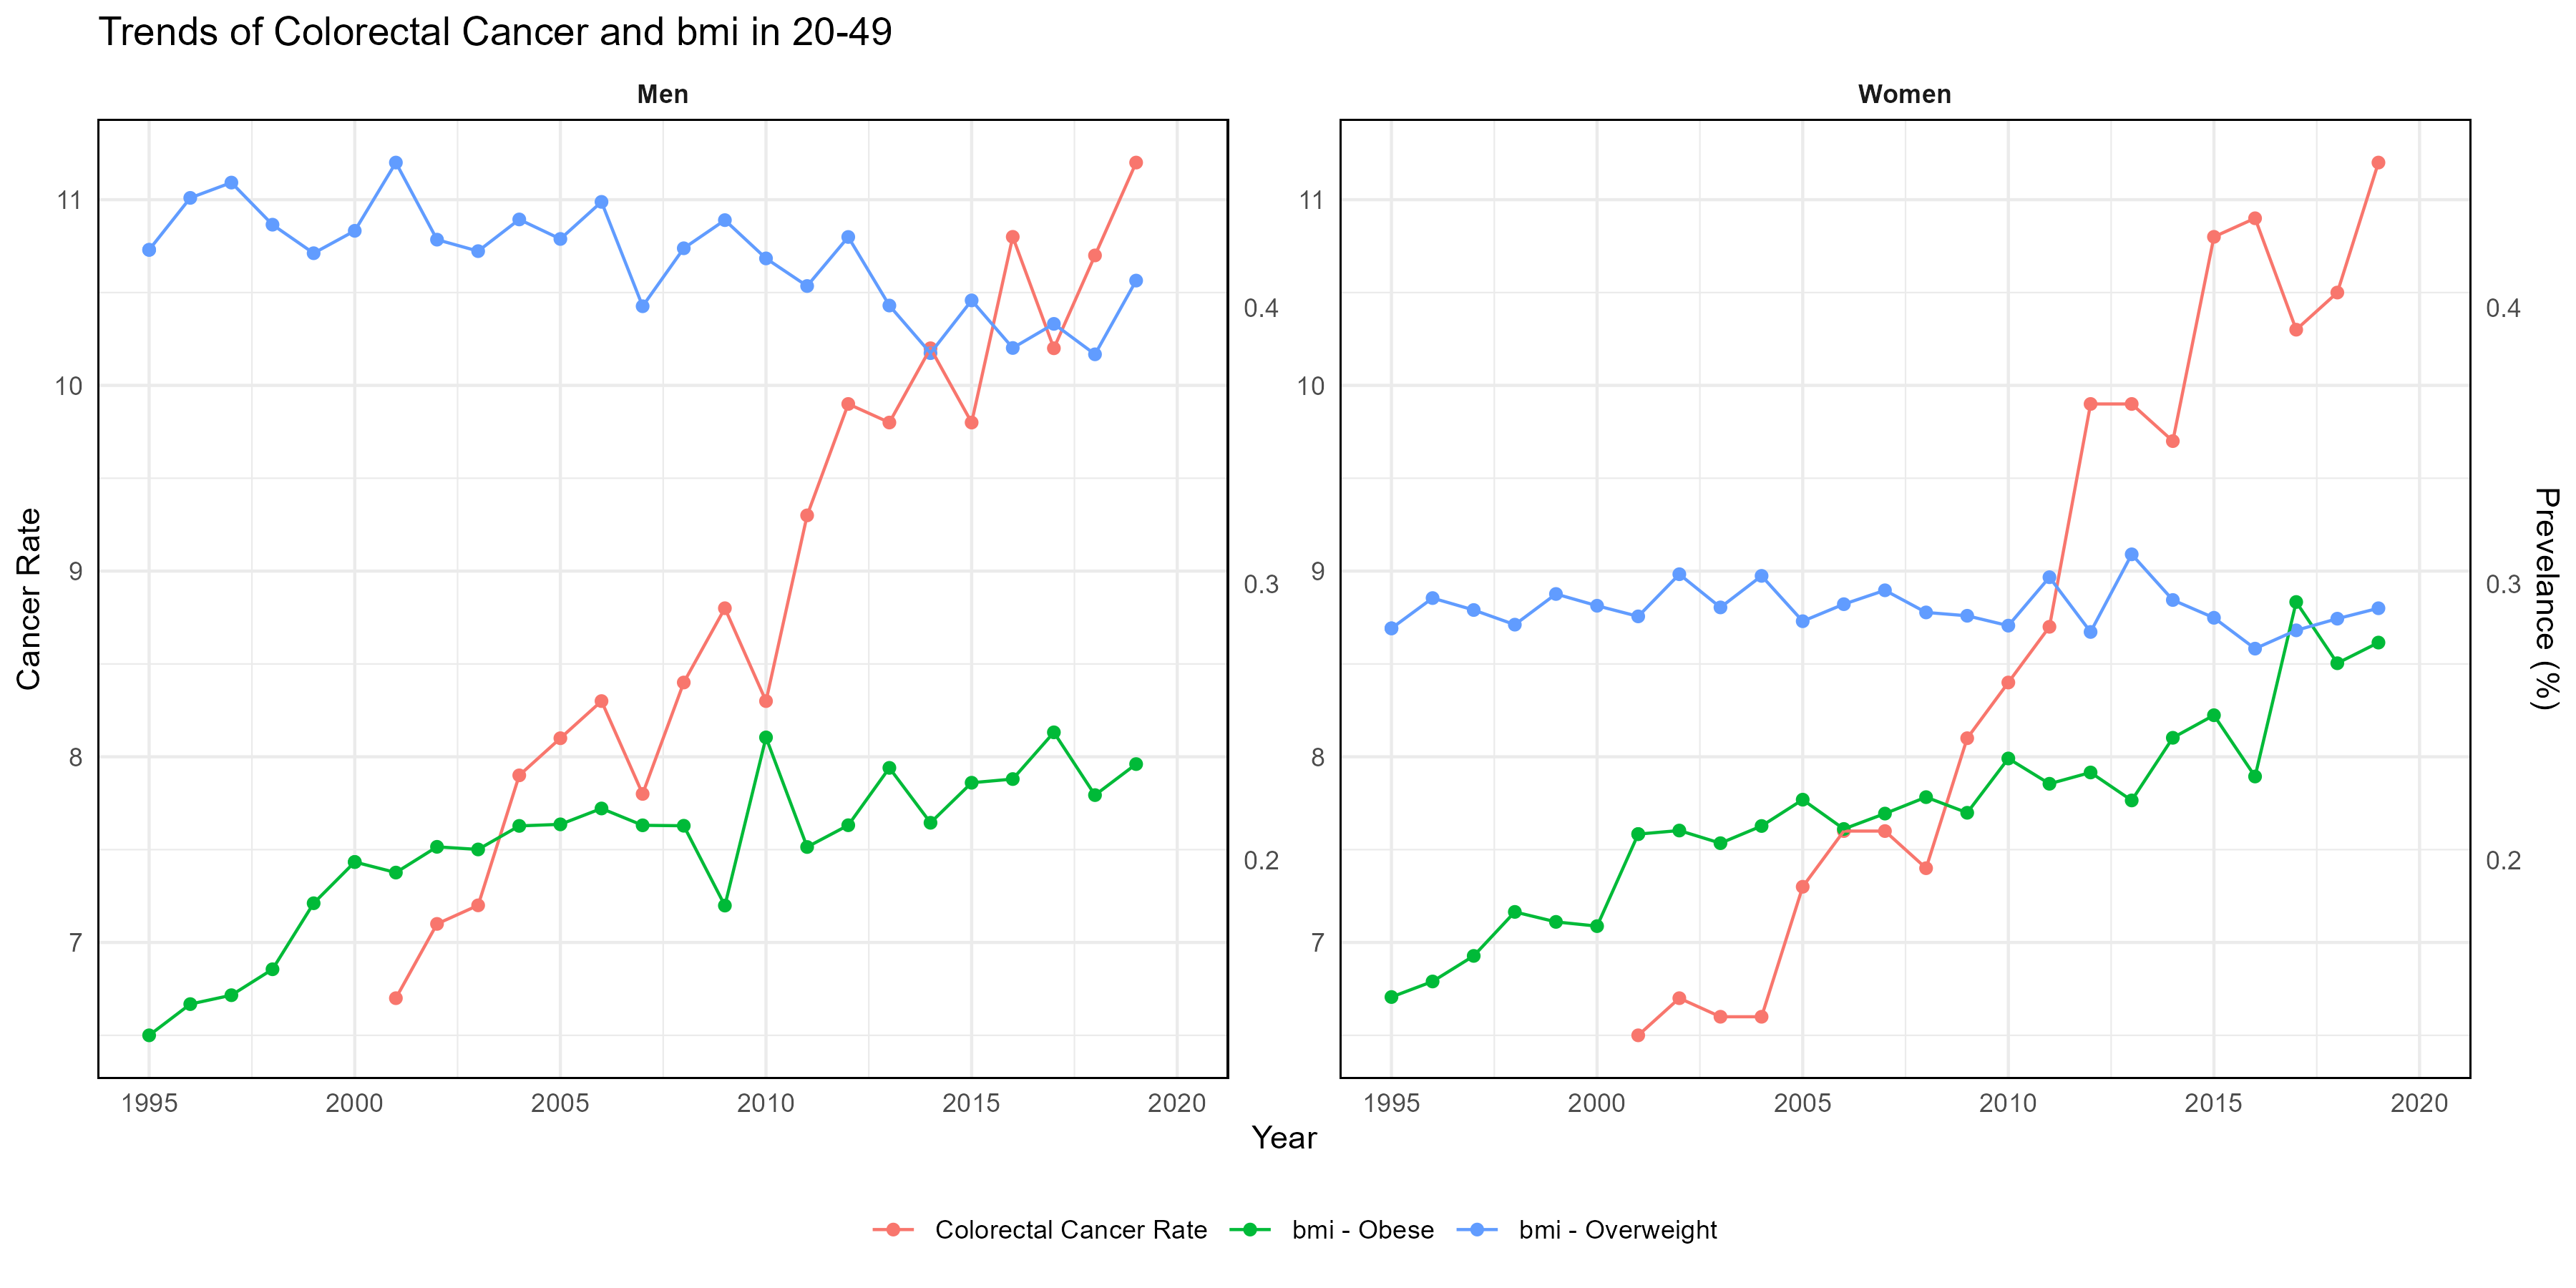 Trends of Colorectal Cancer and bmi in 20-49
Men
Women
Cancer Rate
11
10
9
8
7
0.4
0.3
0.2
11
10
9
8
7
0.4
0.3
0.2
Prevelance (%)
1995 2000 2005 2010 2015 2020
1995 2000 2005 2010 2015 2020
Year
Colorectal Cancer Rate bmi - Obese bmi - Overweight